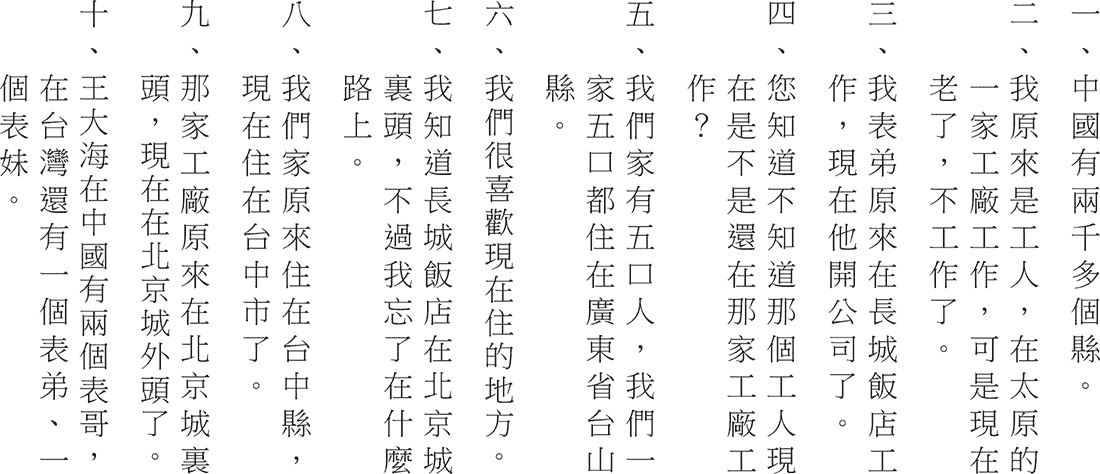 一、中國有兩千多個縣。
二、我原來是工人，在太原的
一家工廠工作，可是現在
老了，不工作了。
三、我表弟原來在長城飯店工
作，現在他開公司了。
四、您知道不知道那個工人現
在是不是還在那家工廠工
作？
五、我們家有五口人，我們一
家五口都住在廣東省台山
縣。
六、我們很喜歡現在住的地方。
七、我知道長城飯店在北京城
裏頭，不過我忘了在什麼
路上。
八、我們家原來住在台中縣，
現在住在台中市了。
九、那家工廠原來在北京城裏
頭，現在在北京城外頭了。
十、王大海在中國有兩個表哥，
在台灣還有一個表弟、一
個表妹。